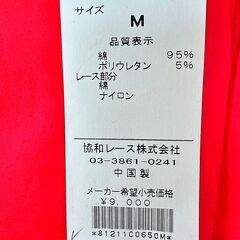 サイズ
M
品質表示
綿 95%
ポリウレタン 5%
レース部分
綿
ナイロン
協和レース株式会社
03-3861-0241
中国製
メーカー希望小売価格
¥9,000
*81211C0650M*